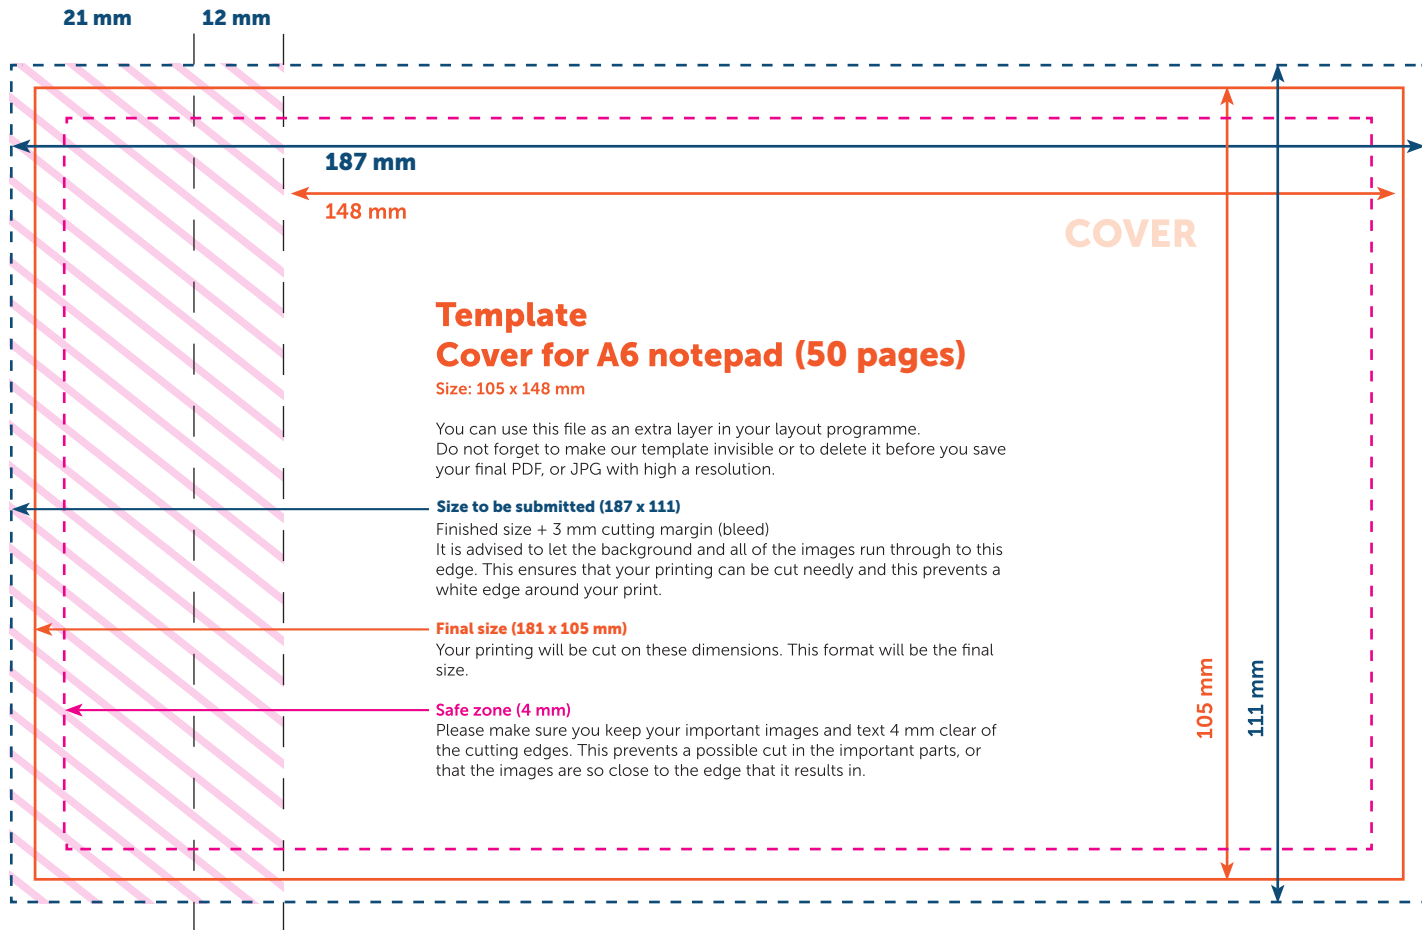 21 mm
12 mm
187 mm
148 mm
COVER
Template
Cover for A6 notepad (50 pages)
Size: 105 x 148 mm
You can use this file as an extra layer in your layout programme.
Do not forget to make our template invisible or to delete it before you save
your final PDF, or JPG with high a resolution.
Size to be submitted (187 x 111)
Finished size + 3 mm cutting margin (bleed)
It is advised to let the background and all of the images run through to this
edge. This ensures that your printing can be cut needly and this prevents a
white edge around your print.
Final size (181 x 105 mm)
Your printing will be cut on these dimensions. This format will be the final
size.
Safe zone (4 mm)
Please make sure you keep your important images and text 4 mm clear of
the cutting edges. This prevents a possible cut in the important parts, or
that the images are so close to the edge that it results in.
105 mm
111 mm